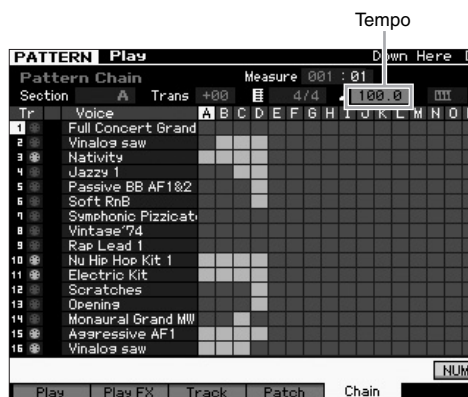 Tempo
PATTERN Play Down Here
Pattern Chain Measure 001 : 01
Section A Trans +00 4/4 100.0
Tr Voice A B C D E F G H I J K L M N O
1 Full Concert Grand
2 Vinalog saw
3 Nativity
4 Jazzy 1
5 Passive BB AF1&2
6 Soft RnB
7 Symphonic Pizzicat
8 Vintage'74
9 Rap Lead 1
10 Nu Hip Hop Kit 1
11 Electric Kit
12 Scratches
13 Opening
14 Monaural Grand MW
15 Aggressive AF1
16 Vinalog saw
NUM
Play Play FX Track Patch Chain